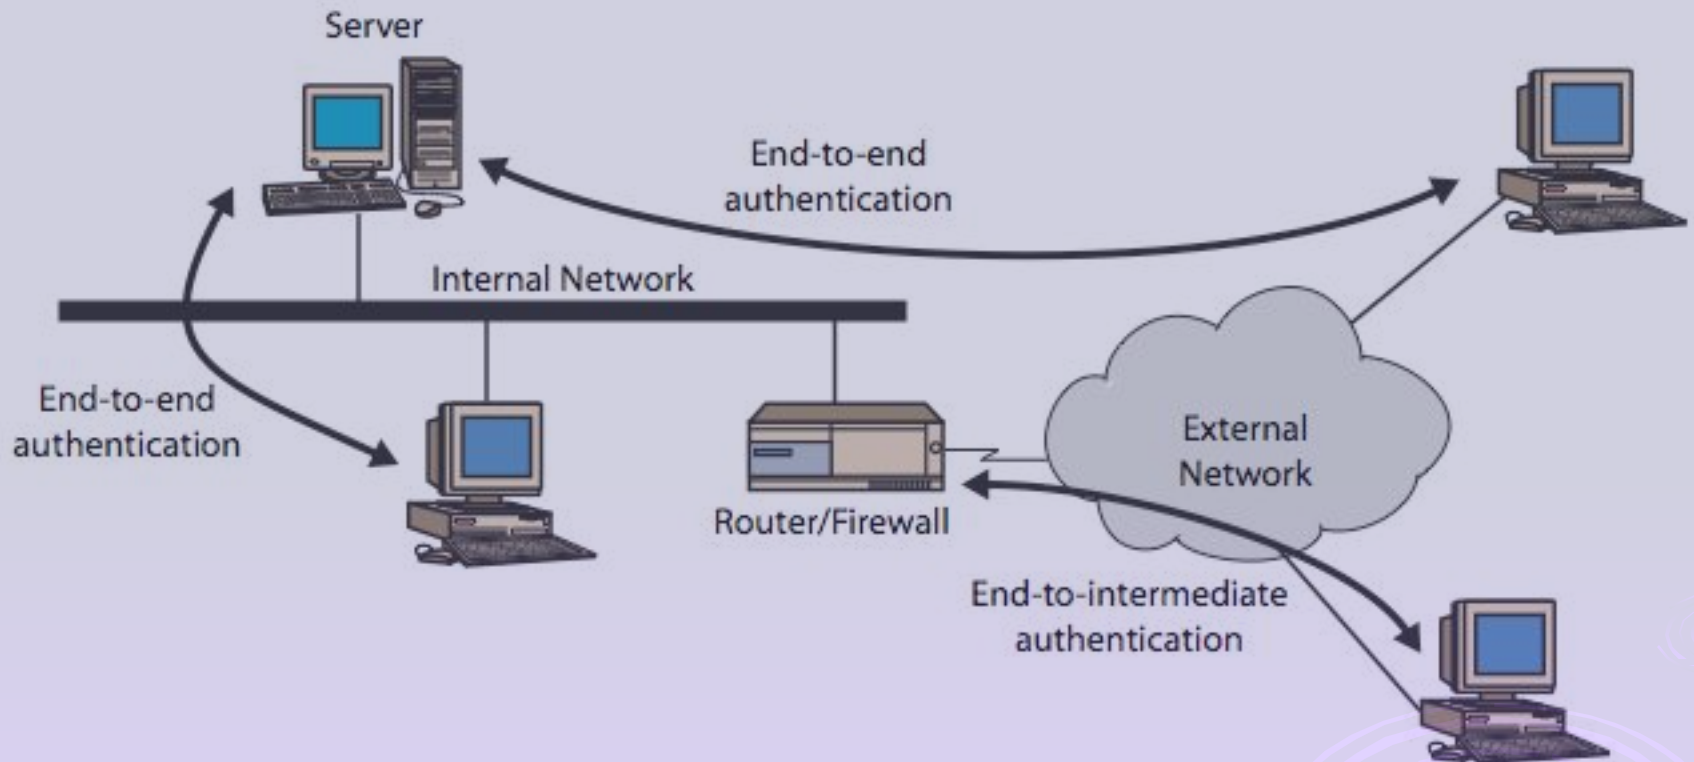 Server
End-to-end
authentication
Internal Network
End-to-end
authentication
External
Network
Router/Firewall
End-to-intermediate
authentication